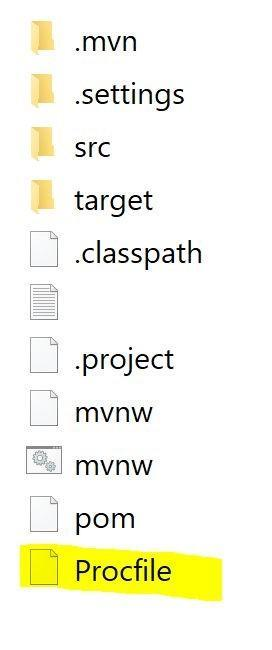 .mvn
.settings
src
target
.classpath
.project
mvnw
mvnw
pom
Procfile